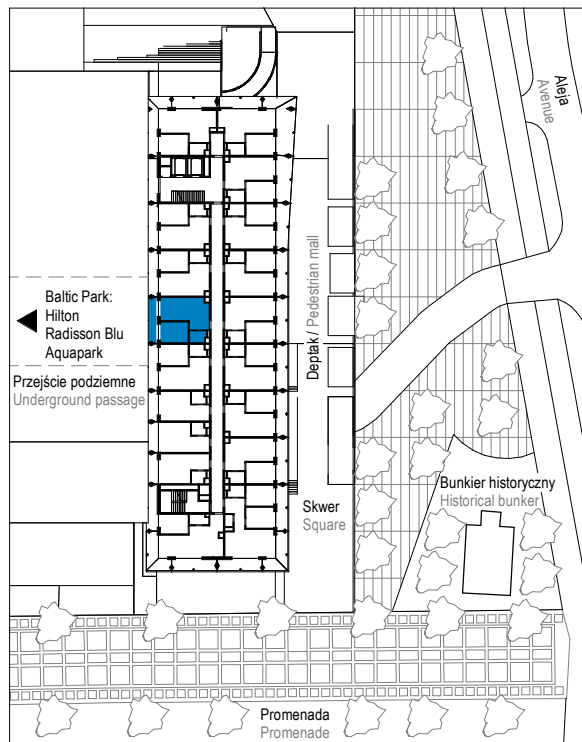 Aleja
Avenue
Baltic Park:
Hilton
Radisson Blu
Aquapark
Deptak / Pedestrian mall
Przejście podziemne
Underground passage
Bunkier historyczny
Historical bunker
Skwer
Square
Promenada
Promenade